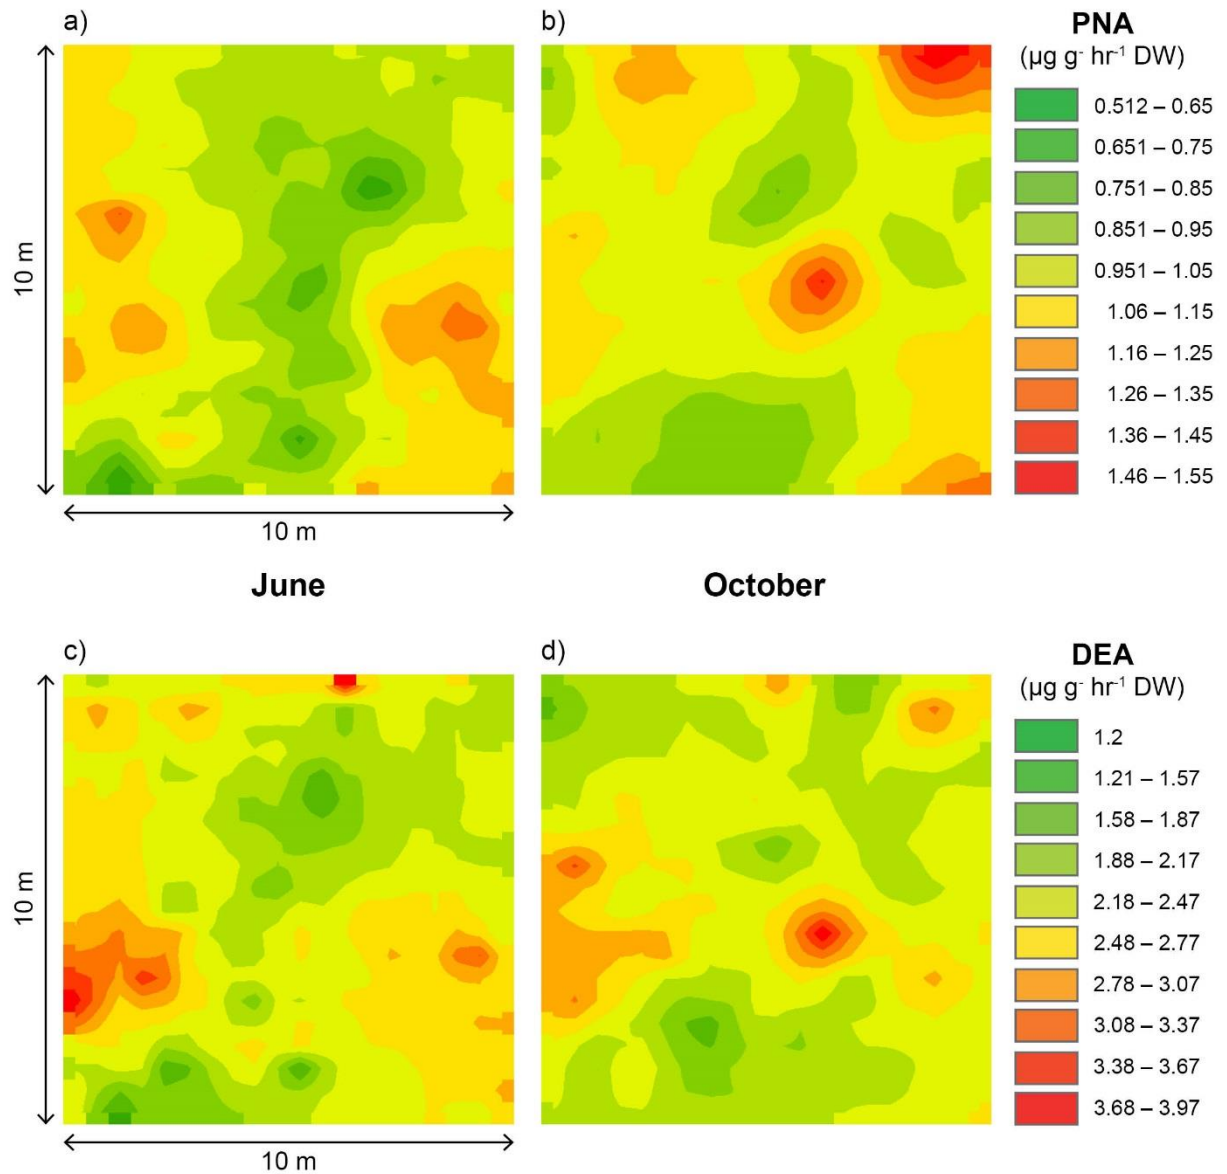 a)
b)
PNA
(µg g⁻ hr⁻¹ DW)
0.512 – 0.65
0.651 – 0.75
0.751 – 0.85
0.851 – 0.95
0.951 – 1.05
1.06 – 1.15
1.16 – 1.25
1.26 – 1.35
1.36 – 1.45
1.46 – 1.55
10 m
10 m
June
October
c)
d)
DEA
(µg g⁻ hr⁻¹ DW)
1.2
1.21 – 1.57
1.58 – 1.87
1.88 – 2.17
2.18 – 2.47
2.48 – 2.77
2.78 – 3.07
3.08 – 3.37
3.38 – 3.67
3.68 – 3.97
10 m
10 m